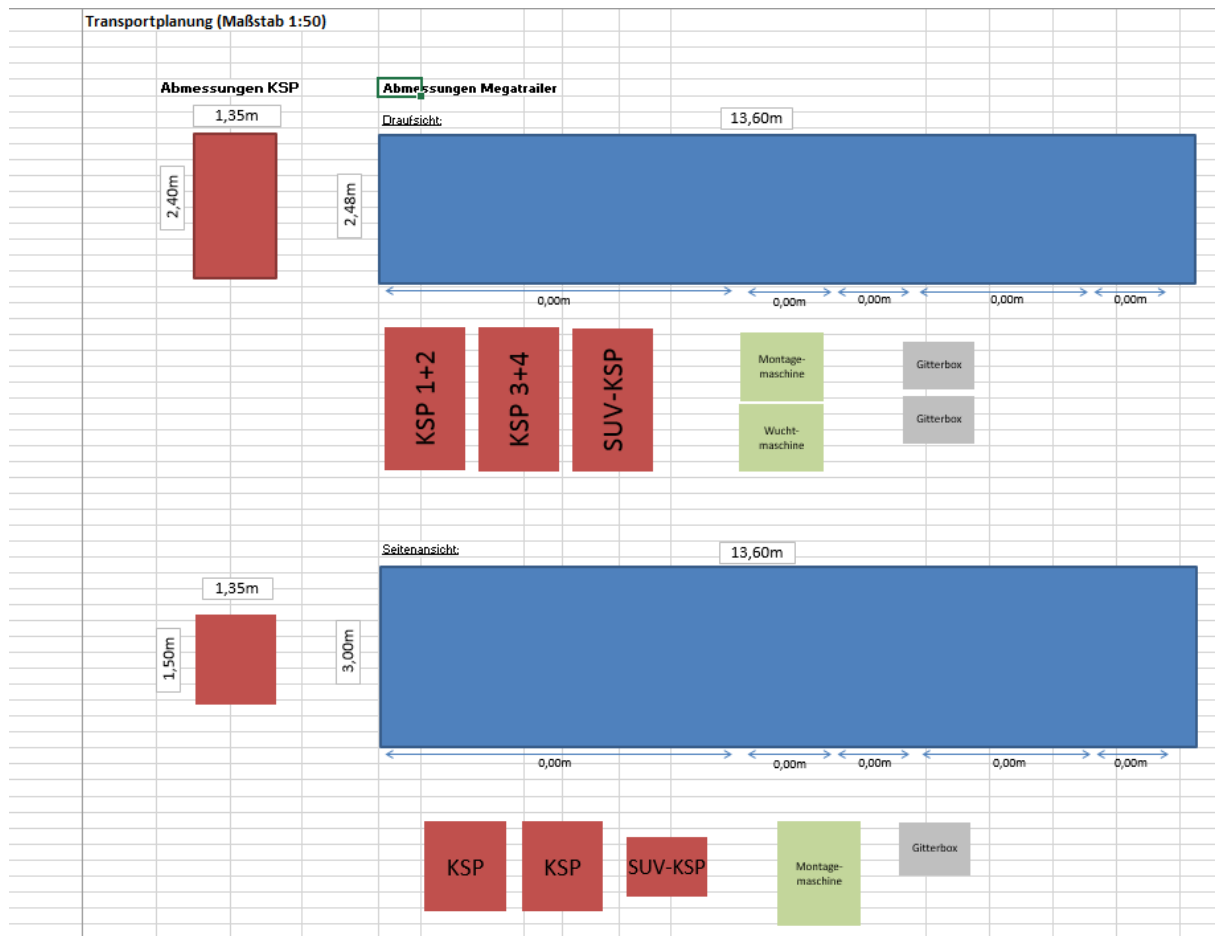 Transportplanung (Maßstab 1:50)
Abmessungen KSP
Abmessungen Megatrailer
1,35m
Draufsicht:
13,60m
2,40m
2,48m
0,00m
0,00m
0,00m
0,00m
0,00m
KSP 1+2
KSP 3+4
SUV-KSP
Montage-
maschine
Wucht-
maschine
Gitterbox
Gitterbox
Seitenansicht:
13,60m
1,35m
1,50m
3,00m
0,00m
0,00m
0,00m
0,00m
0,00m
KSP
KSP
SUV-KSP
Montage-
maschine
Gitterbox